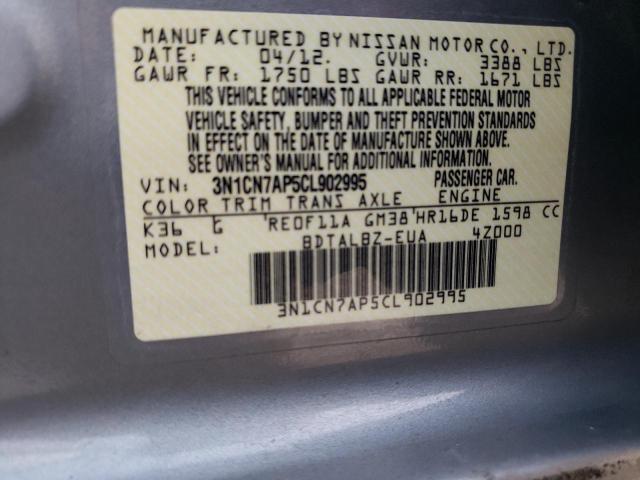 MANUFACTURED BY NISSAN MOTOR CO., LTD.
DATE: 04/12. GVWR: 3388 LBS
GAWR FR: 1750 LBS GAWR RR: 1671 LBS
THIS VEHICLE CONFORMS TO ALL APPLICABLE FEDERAL MOTOR
VEHICLE SAFETY, BUMPER AND THEFT PREVENTION STANDARDS
IN EFFECT ON THE DATE OF MANUFACTURE SHOWN ABOVE.
SEE OWNER'S MANUAL FOR ADDITIONAL INFORMATION.
VIN: 3N1CN7AP5CL902995 PASSENGER CAR.
COLOR TRIM TRANS AXLE ENGINE
K36 G RE0F11A GM38 HR16DE 1598 CC
MODEL: BDTALBZ-EUA 4Z000
3N1CN7AP5CL902995